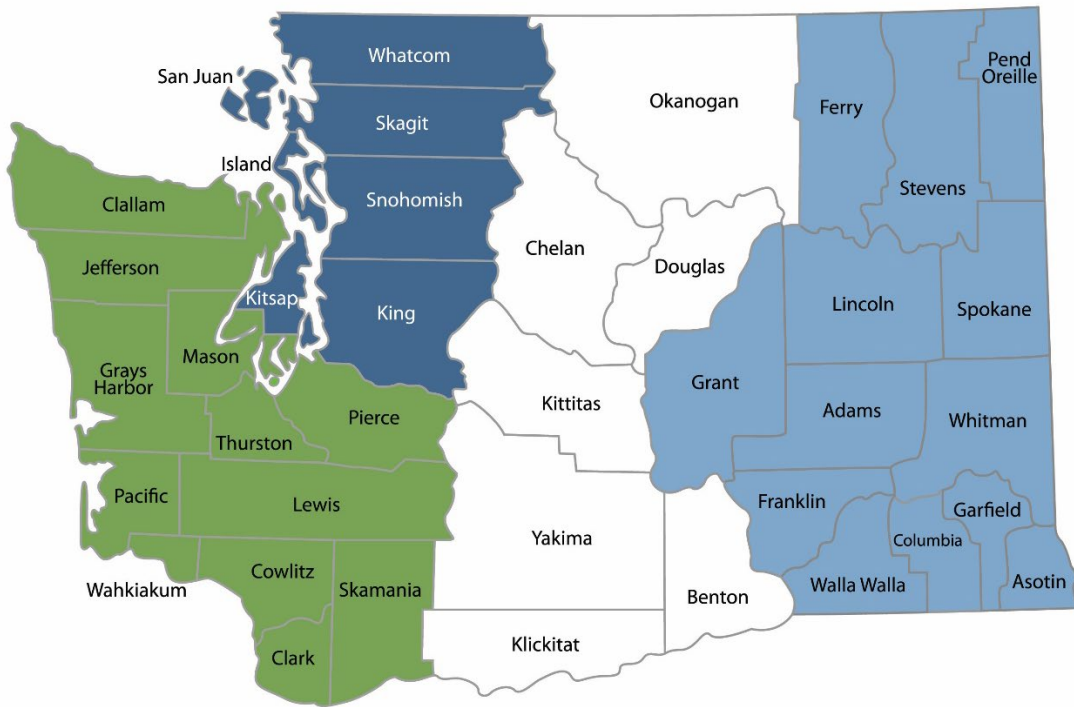 Whatcom
San Juan
Pend
Oreille
Okanogan
Ferry
Skagit
Island
Stevens
Snohomish
Clallam
Chelan
Jefferson
Douglas
Kitsap
King
Lincoln
Spokane
Mason
Grays
Harbor
Grant
Kittitas
Adams
Whitman
Pierce
Thurston
Pacific
Lewis
Franklin
Garfield
Yakima
Columbia
Wahkiakum
Cowlitz
Skamania
Walla Walla
Asotin
Benton
Klickitat
Clark